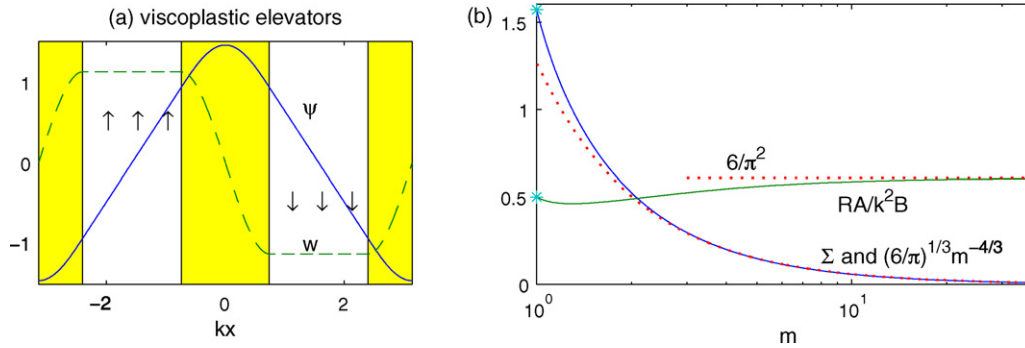 (a) viscoplastic elevators
1
0
−1
ψ
↑ ↑ ↑
↓ ↓ ↓
w
−2
0
2
kx
(b)
1.5
1
0.5
0
6/π²
RA/k²B
Σ and (6/π)^1/3 m^−4/3
10⁰
10¹
m